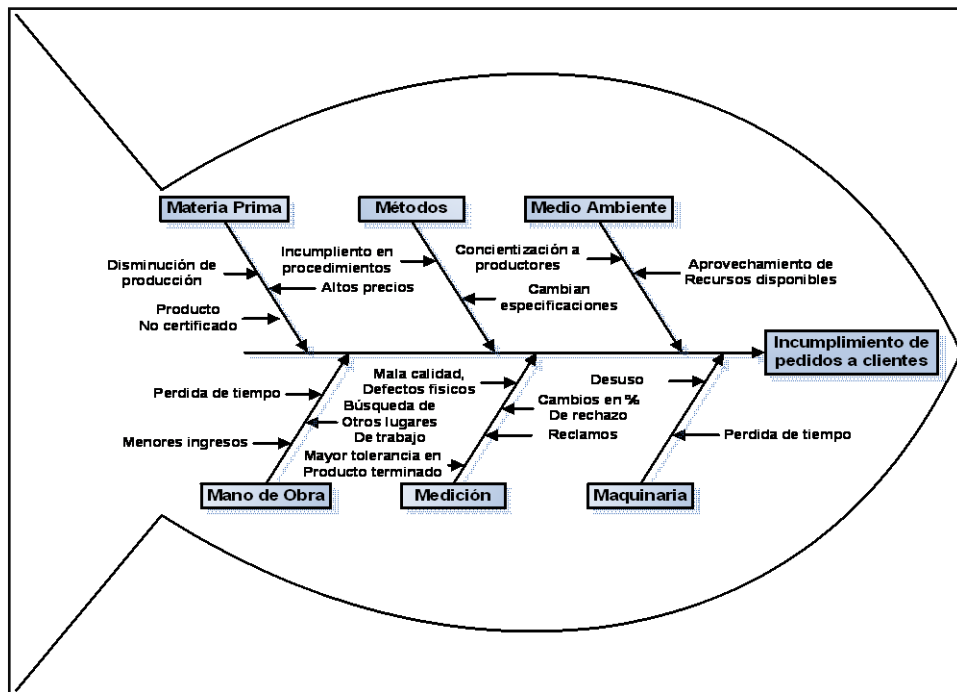 Materia Prima
Métodos
Medio Ambiente
Disminución de
producción
Altos precios
Producto
No certificado
Incumpliento en
procedimientos
Cambian
especificaciones
Concientización a
productores
Aprovechamiento de
Recursos disponibles
Incumplimiento de
pedidos a clientes
Perdida de tiempo
Búsqueda de
Otros lugares
De trabajo
Menores ingresos
Mala calidad,
Defectos fisicos
Cambios en %
De rechazo
Reclamos
Mayor tolerancia en
Producto terminado
Desuso
Perdida de tiempo
Mano de Obra
Medición
Maquinaria